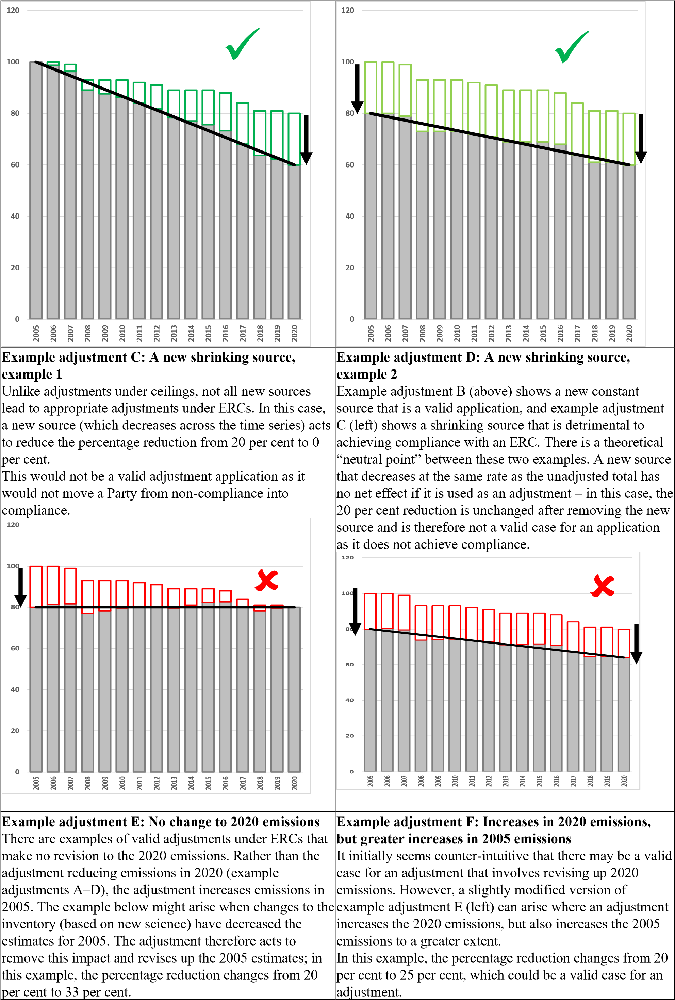 120
100
80
60
40
20
0
2005 2006 2007 2008 2009 2010 2011 2012 2013 2014 2015 2016 2017 2018 2019 2020
120
100
80
60
40
20
0
2005 2006 2007 2008 2009 2010 2011 2012 2013 2014 2015 2016 2017 2018 2019 2020
Example adjustment C: A new shrinking source,
example 1
Unlike adjustments under ceilings, not all new sources
lead to appropriate adjustments under ERCs. In this case,
a new source (which decreases across the time series) acts
to reduce the percentage reduction from 20 per cent to 0
per cent.
This would not be a valid adjustment application as it
would not move a Party from non-compliance into
compliance.
120
100
80
60
40
20
0
2005 2006 2007 2008 2009 2010 2011 2012 2013 2014 2015 2016 2017 2018 2019 2020
Example adjustment D: A new shrinking source,
example 2
Example adjustment B (above) shows a new constant
source that is a valid application, and example adjustment
C (left) shows a shrinking source that is detrimental to
achieving compliance with an ERC. There is a theoretical
“neutral point” between these two examples. A new source
that decreases at the same rate as the unadjusted total has
no net effect if it is used as an adjustment – in this case, the
20 per cent reduction is unchanged after removing the new
source and is therefore not a valid case for an application
as it does not achieve compliance.
120
100
80
60
40
20
0
2005 2006 2007 2008 2009 2010 2011 2012 2013 2014 2015 2016 2017 2018 2019 2020
Example adjustment E: No change to 2020 emissions
There are examples of valid adjustments under ERCs that
make no revision to the 2020 emissions. Rather than the
adjustment reducing emissions in 2020 (example
adjustments A–D), the adjustment increases emissions in
2005. The example below might arise when changes to the
inventory (based on new science) have decreased the
estimates for 2005. The adjustment therefore acts to
remove this impact and revises up the 2005 estimates; in
this example, the percentage reduction changes from 20
per cent to 33 per cent.
Example adjustment F: Increases in 2020 emissions,
but greater increases in 2005 emissions
It initially seems counter-intuitive that there may be a valid
case for an adjustment that involves revising up 2020
emissions. However, a slightly modified version of
example adjustment E (left) can arise where an adjustment
increases the 2020 emissions, but also increases the 2005
emissions to a greater extent.
In this example, the percentage reduction changes from 20
per cent to 25 per cent, which could be a valid case for an
adjustment.